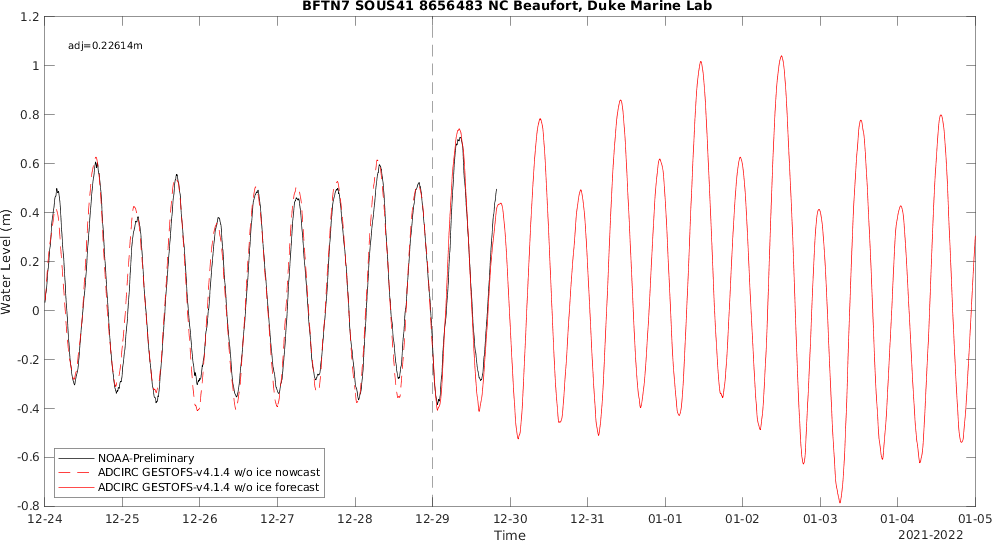 BFTN7 SOUS41 8656483 NC Beaufort, Duke Marine Lab
1.2
1
0.8
0.6
0.4
0.2
0
-0.2
-0.4
-0.6
-0.8
Water Level (m)
adj=0.22614m
NOAA-Preliminary
ADCIRC GESTOFS-v4.1.4 w/o ice nowcast
ADCIRC GESTOFS-v4.1.4 w/o ice forecast
12-24 12-25 12-26 12-27 12-28 12-29 12-30 12-31 01-01 01-02 01-03 01-04 01-05
Time
2021-2022